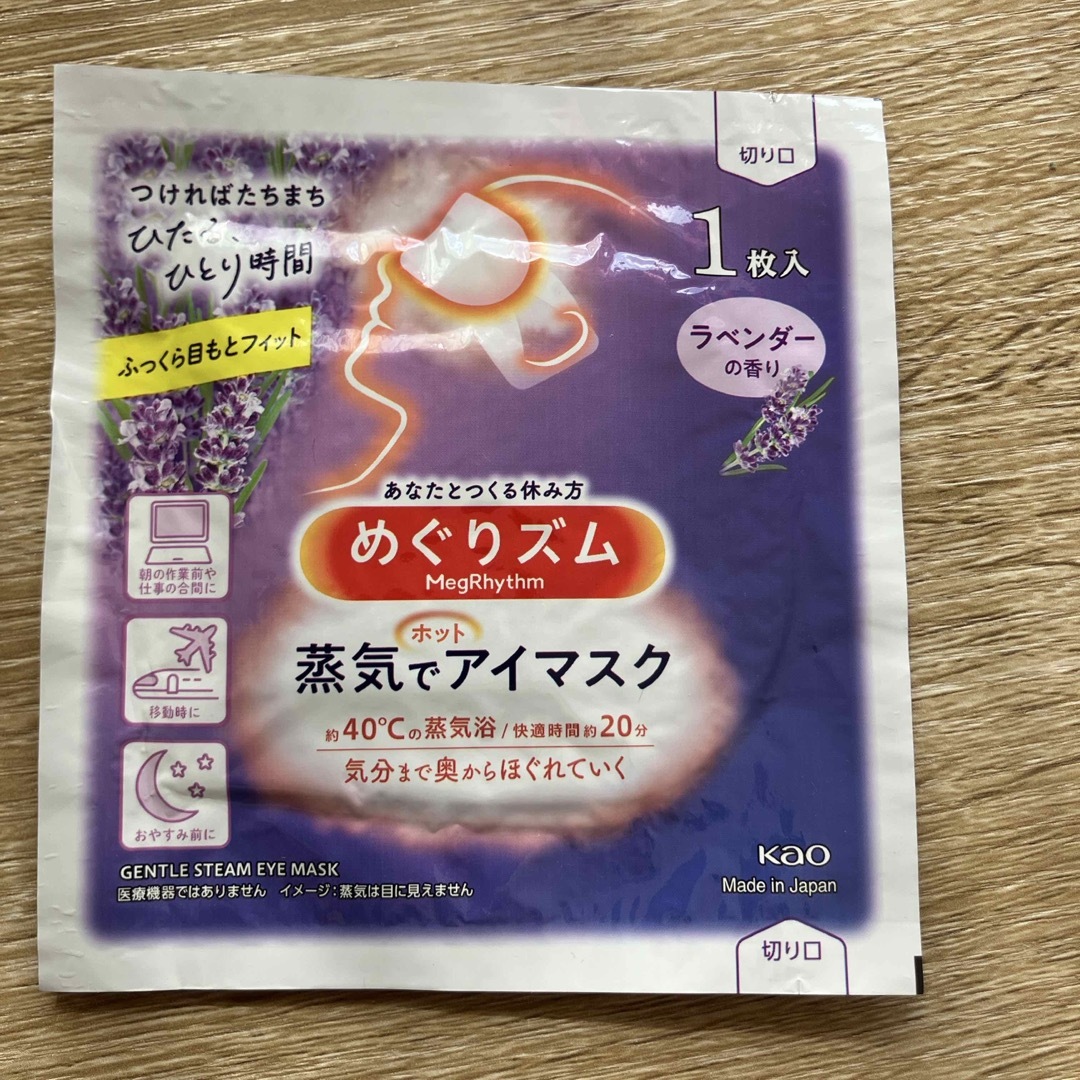 切り口
つければたちまち
ひとり時間
ふっくら目もとフィット
1枚入
ラベンダー
の香り
あなたとつくる休み方
めぐりズム
MegRhythm
ホット
蒸気でアイマスク
約40℃の蒸気浴/快適時間約20分
気分まで奥からほぐれていく
朝の作業前や
仕事の合間に
移動時に
おやすみ前に
GENTLE STEAM EYE MASK
医療機器ではありません イメージ:蒸気は目に見えません
Kao
Made in Japan
切り口